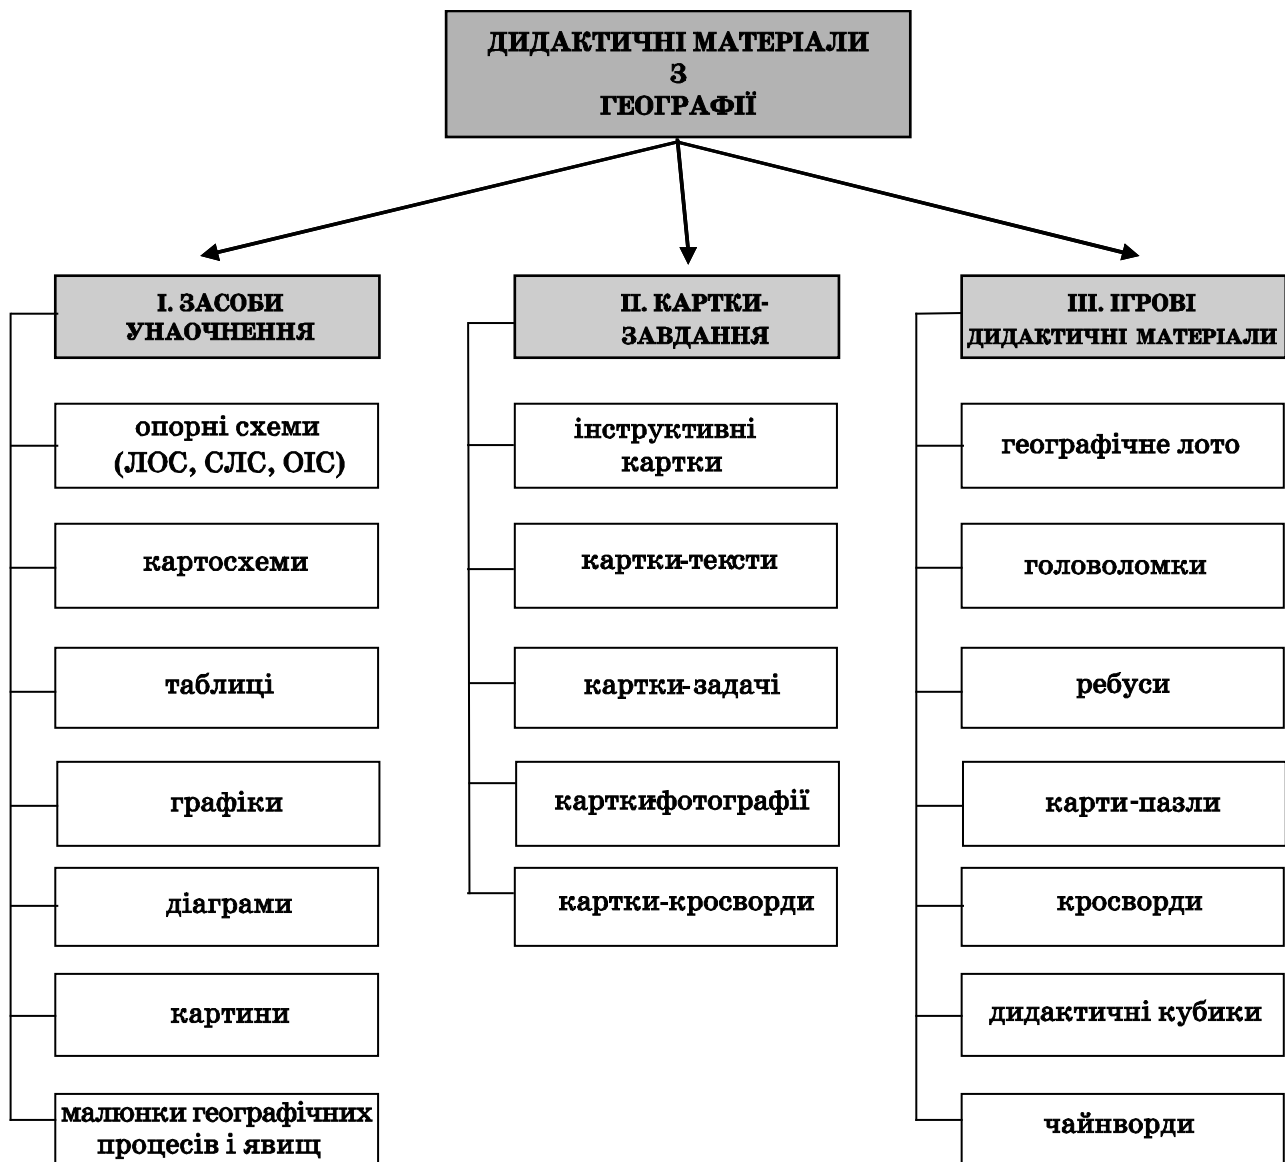 ДИДАКТИЧНІ МАТЕРІАЛИ
З
ГЕОГРАФІЇ
І. ЗАСОБИ
УНАОЧНЕННЯ
опорні схеми
(ЛОС, СЛС, ОІС)
картосхеми
таблиці
графіки
діаграми
картини
малюнки географічних
процесів і явищ
ІІ. КАРТКИ-
ЗАВДАННЯ
інструктивні
картки
картки-тексти
картки-задачі
картки-фотографії
картки-кросворди
ІІІ. ІГРОВІ
ДИДАКТИЧНІ МАТЕРІАЛИ
географічне лото
головоломки
ребуси
карти-пазли
кросворди
дидактичні кубики
чайнворди